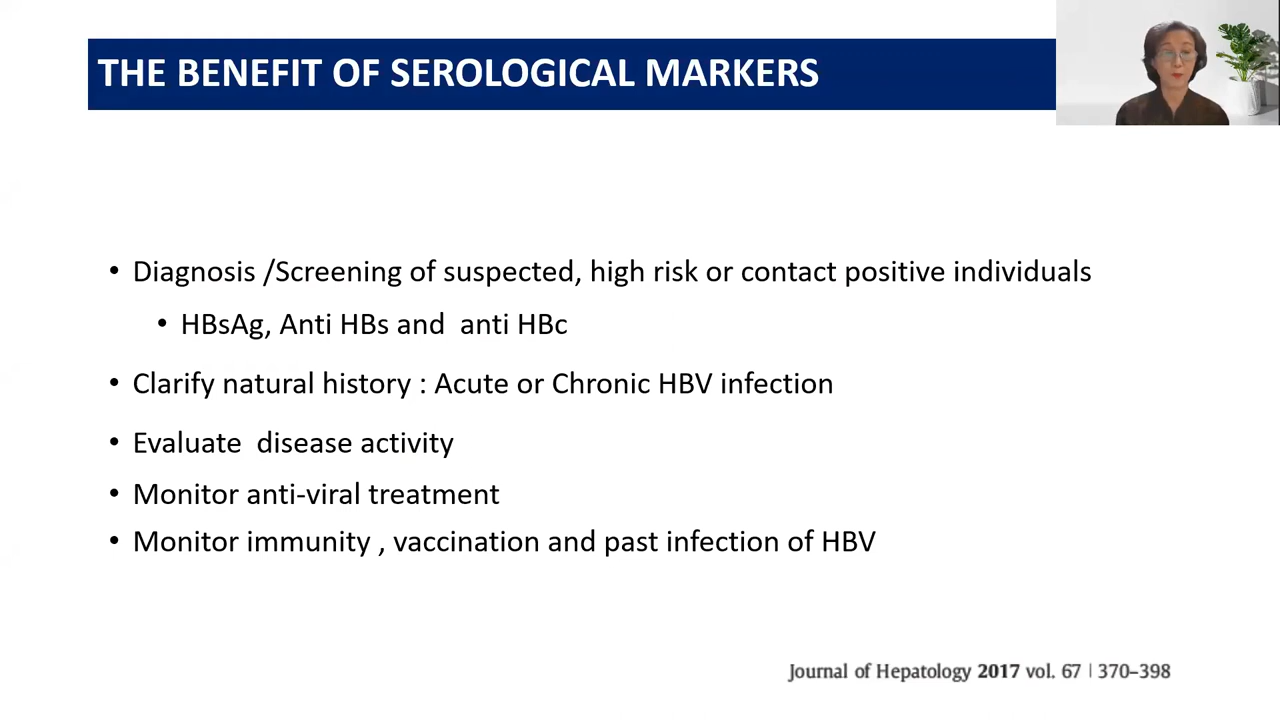 THE BENEFIT OF SEROLOGICAL MARKERS
• Diagnosis /Screening of suspected, high risk or contact positive individuals
• HBsAg, Anti HBs and  anti HBc
• Clarify natural history : Acute or Chronic HBV infection
• Evaluate  disease activity
• Monitor anti-viral treatment
• Monitor immunity , vaccination and past infection of HBV
Journal of Hepatology 2017 vol. 67 | 370–398